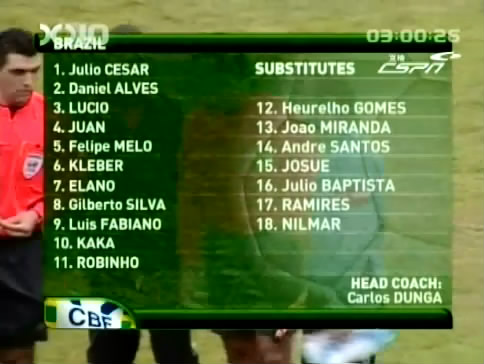 03:00:26
BRAZIL
ESPN
1. Julio CESAR
2. Daniel ALVES
3. LUCIO
4. JUAN
5. Felipe MELO
6. KLEBER
7. ELANO
8. Gilberto SILVA
9. Luis FABIANO
10. KAKA
11. ROBINHO
SUBSTITUTES
12. Heurelho GOMES
13. Joao MIRANDA
14. Andre SANTOS
15. JOSUE
16. Julio BAPTISTA
17. RAMIRES
18. NILMAR
HEAD COACH:
Carlos DUNGA
CBF